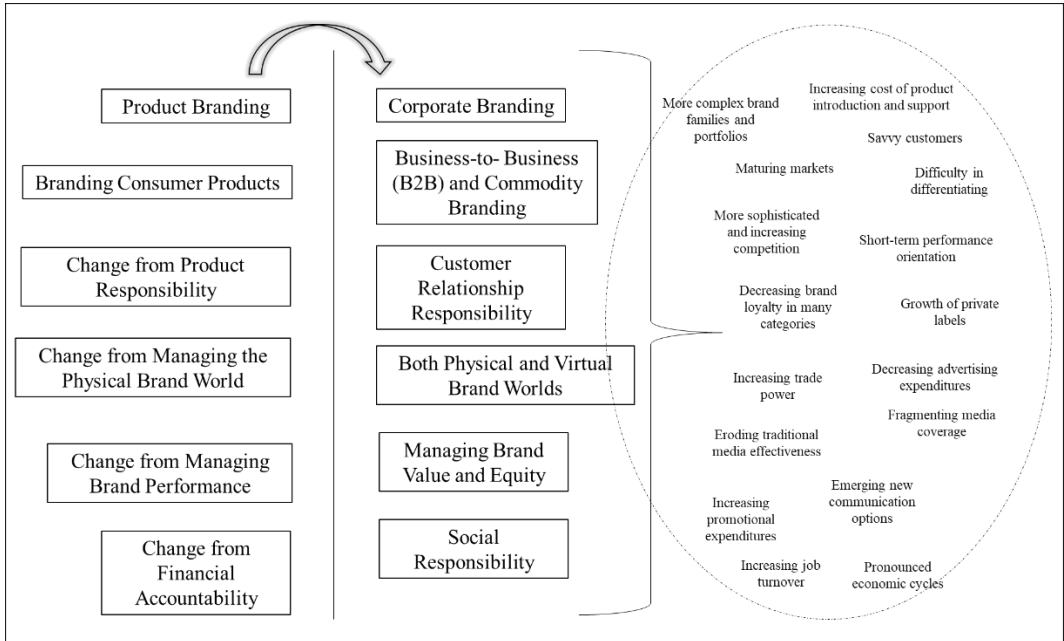 Product Branding
Branding Consumer Products
Change from Product
Responsibility
Change from Managing the
Physical Brand World
Change from Managing
Brand Performance
Change from
Financial
Accountability
Corporate Branding
Business-to- Business
(B2B) and Commodity
Branding
Customer
Relationship
Responsibility
Both Physical and Virtual
Brand Worlds
Managing Brand
Value and Equity
Social
Responsibility
More complex brand
families and
portfolios
Increasing cost of product
introduction and support
Savvy customers
Maturing markets
Difficulty in
differentiating
More sophisticated
and increasing
competition
Short-term performance
orientation
Decreasing brand
loyalty in many
categories
Growth of private
labels
Increasing trade
power
Decreasing advertising
expenditures
Fragmenting media
coverage
Eroding traditional
media effectiveness
Emerging new
communication
options
Increasing
promotional
expenditures
Increasing job
turnover
Pronounced
economic cycles